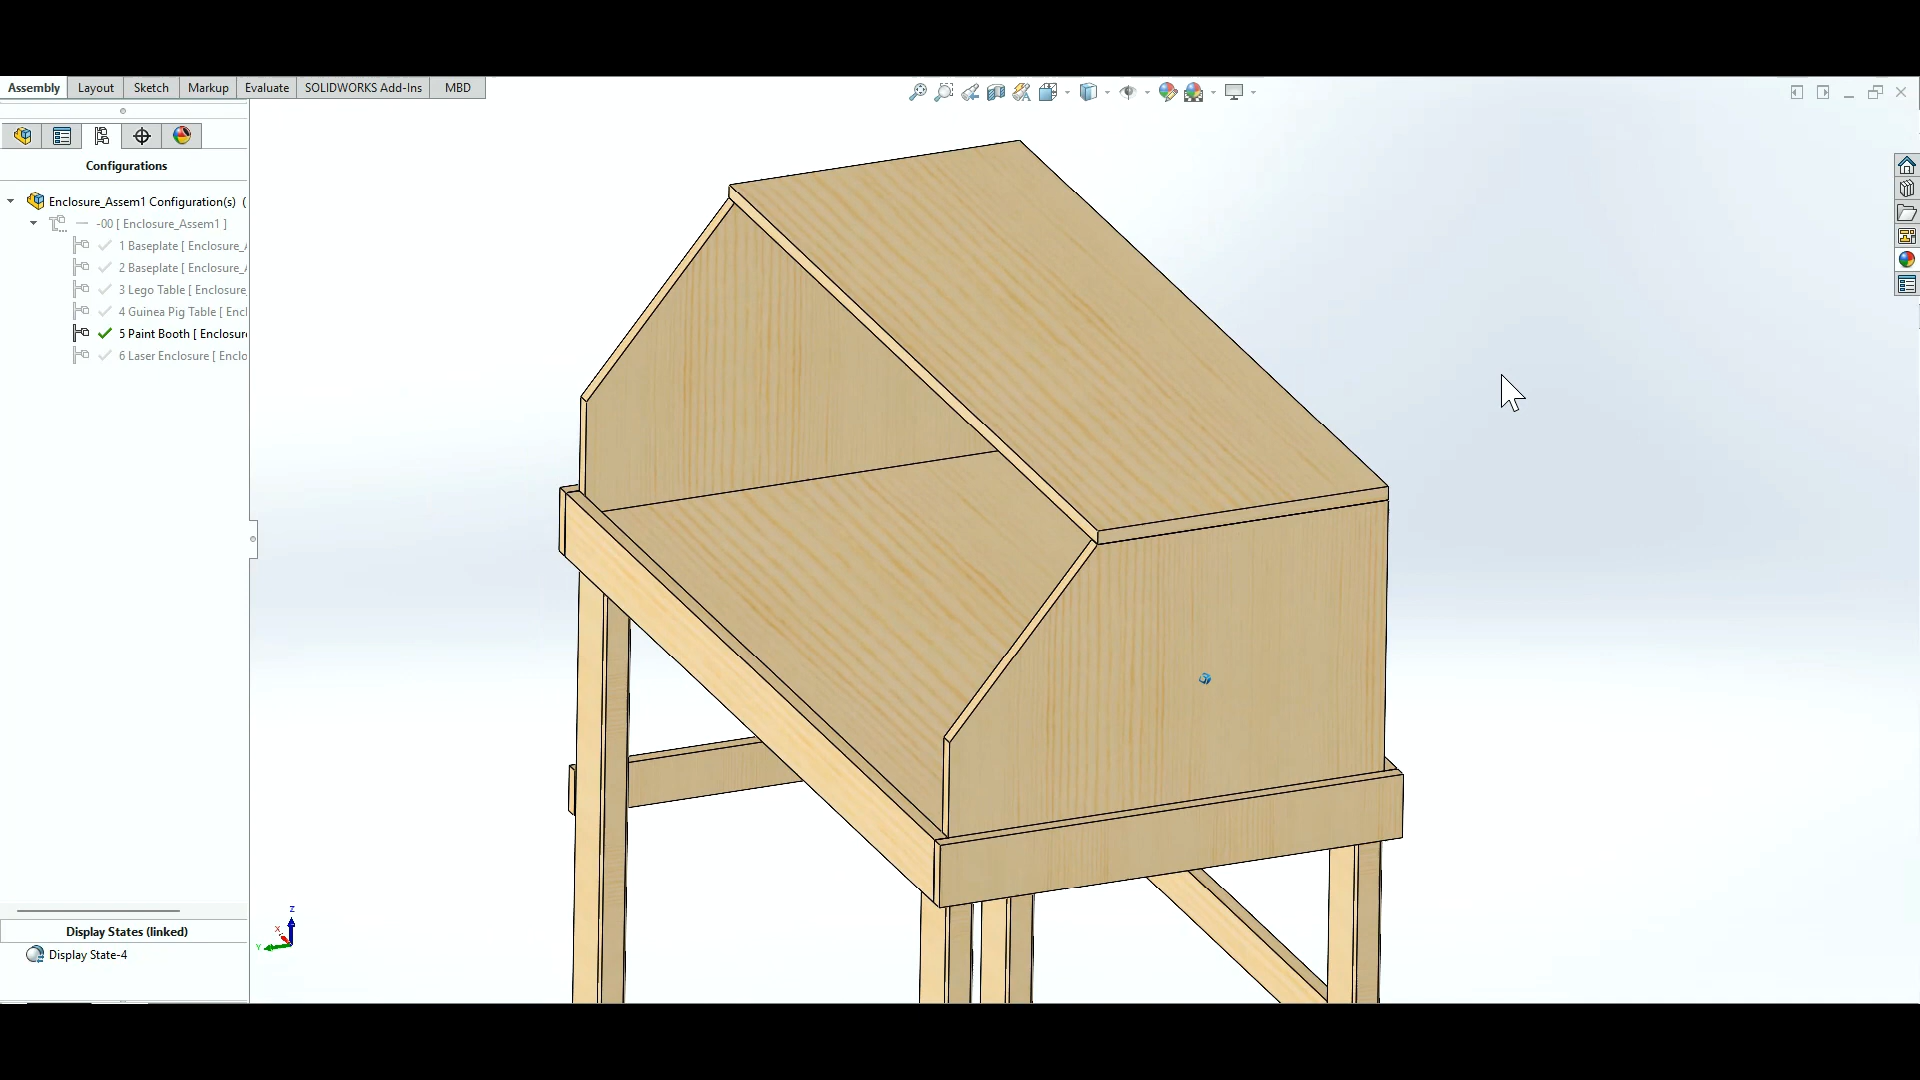 Assembly Layout Sketch Markup Evaluate SOLIDWORKS Add-Ins MBD
Configurations
Enclosure_Assem1 Configuration(s) (
-00 [ Enclosure_Assem1 ]
1 Baseplate [ Enclosure_A
2 Baseplate [ Enclosure_A
3 Lego Table [ Enclosure_
4 Guinea Pig Table [ Encl
5 Paint Booth [ Enclosure
6 Laser Enclosure [ Enclo
Display States (linked)
Display State-4
Z
X
Y